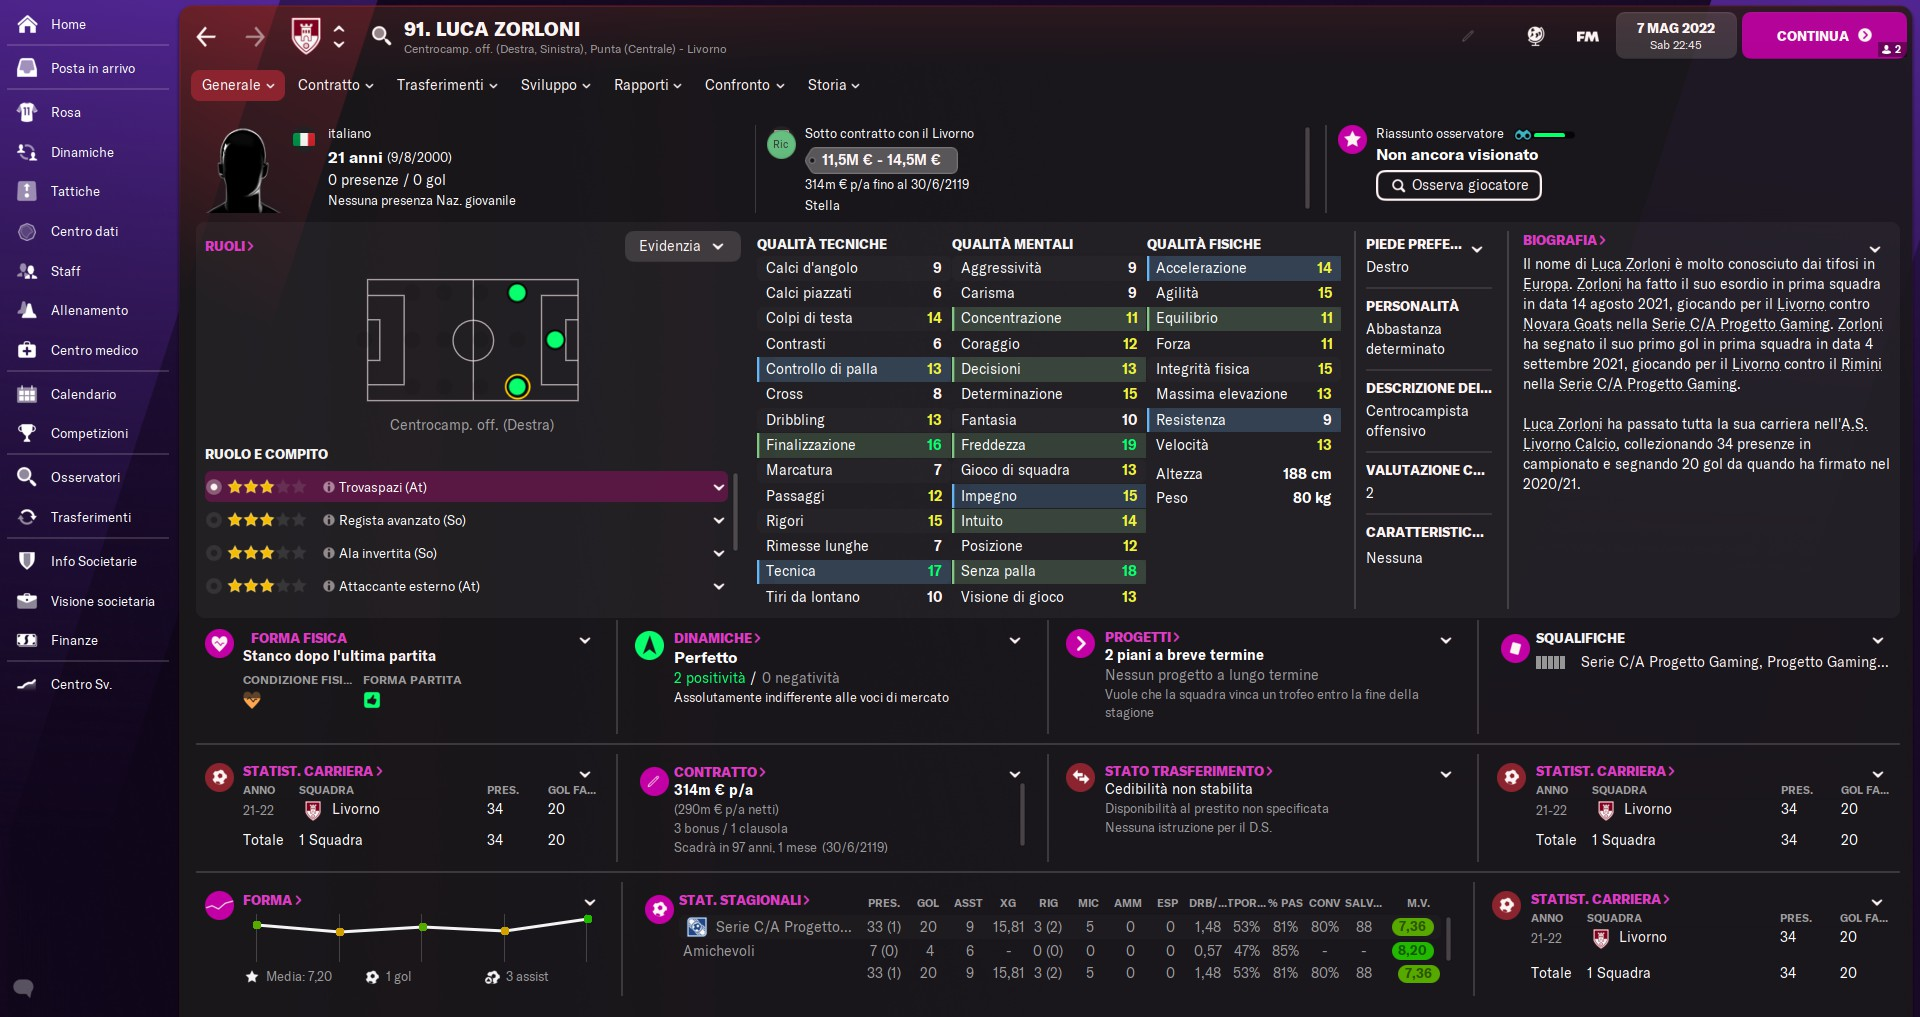 Home
Posta in arrivo
Rosa
Dinamiche
Tattiche
Centro dati
Staff
Allenamento
Centro medico
Calendario
Competizioni
Osservatori
Trasferimenti
Info Societarie
Visione societaria
Finanze
Centro Sv.
91. LUCA ZORLONI
Centrocamp. off. (Destra, Sinistra), Punta (Centrale) - Livorno
FM
7 MAG 2022
Sab 22:45
CONTINUA
2
Generale Contratto Trasferimenti Sviluppo Rapporti Confronto Storia
italiano
21 anni (9/8/2000)
0 presenze / 0 gol
Nessuna presenza Naz. giovanile
Ric
Sotto contratto con il Livorno
11,5M € - 14,5M €
314m € p/a fino al 30/6/2119
Stella
Riassunto osservatore
Non ancora visionato
Osserva giocatore
RUOLI
Evidenzia
Centrocamp. off. (Destra)
RUOLO E COMPITO
Trovaspazi (At)
Regista avanzato (So)
Ala invertita (So)
Attaccante esterno (At)
QUALITÀ TECNICHE
Calci d'angolo 9
Calci piazzati 6
Colpi di testa 14
Contrasti 6
Controllo di palla 13
Cross 8
Dribbling 13
Finalizzazione 16
Marcatura 7
Passaggi 12
Rigori 15
Rimesse lunghe 7
Tecnica 17
Tiri da lontano 10
QUALITÀ MENTALI
Aggressività 9
Carisma 9
Concentrazione 11
Coraggio 12
Decisioni 13
Determinazione 15
Fantasia 10
Freddezza 19
Gioco di squadra 13
Impegno 15
Intuito 14
Posizione 12
Senza palla 18
Visione di gioco 13
QUALITÀ FISICHE
Accelerazione 14
Agilità 15
Equilibrio 11
Forza 11
Integrità fisica 15
Massima elevazione 13
Resistenza 9
Velocità 13
Altezza 188 cm
Peso 80 kg
PIEDE PREFE...
Destro
PERSONALITÀ
Abbastanza
determinato
DESCRIZIONE DEI...
Centrocampista
offensivo
VALUTAZIONE C...
2
CARATTERISTIC...
Nessuna
BIOGRAFIA
Il nome di Luca Zorloni è molto conosciuto dai tifosi in
Europa. Zorloni ha fatto il suo esordio in prima squadra
in data 14 agosto 2021, giocando per il Livorno contro
Novara Goats nella Serie C/A Progetto Gaming. Zorloni
ha segnato il suo primo gol in prima squadra in data 4
settembre 2021, giocando per il Livorno contro il Rimini
nella Serie C/A Progetto Gaming.
Luca Zorloni ha passato tutta la sua carriera nell'A.S.
Livorno Calcio, collezionando 34 presenze in
campionato e segnando 20 gol da quando ha firmato nel
2020/21.
FORMA FISICA
Stanco dopo l'ultima partita
CONDIZIONE FISI... FORMA PARTITA
DINAMICHE
Perfetto
2 positività / 0 negatività
Assolutamente indifferente alle voci di mercato
PROGETTI
2 piani a breve termine
Nessun progetto a lungo termine
Vuole che la squadra vinca un trofeo entro la fine della
stagione
SQUALIFICHE
Serie C/A Progetto Gaming, Progetto Gaming...
STATIST. CARRIERA
ANNO SQUADRA PRES. GOL FA...
21-22 Livorno 34 20
Totale 1 Squadra 34 20
CONTRATTO
314m € p/a
(290m € p/a netti)
3 bonus / 1 clausola
Scadrà in 97 anni, 1 mese (30/6/2119)
STATO TRASFERIMENTO
Cedibilità non stabilita
Disponibilità al prestito non specificata
Nessuna istruzione per il D.S.
STATIST. CARRIERA
ANNO SQUADRA PRES. GOL FA...
21-22 Livorno 34 20
Totale 1 Squadra 34 20
FORMA
Media: 7,20 1 gol 3 assist
STAT. STAGIONALI PRES. GOL ASST XG RIG MIC AMM ESP DRB/... TPOR... % PAS CONV SALV... M.V.
Serie C/A Progetto... 33 (1) 20 9 15,81 3 (2) 5 0 0 1,48 53% 81% 80% 88 7,36
Amichevoli 7 (0) 4 6 - 0 (0) 0 0 0 0,57 47% 85% - - 8,20
33 (1) 20 9 15,81 3 (2) 5 0 0 1,48 53% 81% 80% 88 7,36
STATIST. CARRIERA
ANNO SQUADRA PRES. GOL FA...
21-22 Livorno 34 20
Totale 1 Squadra 34 20